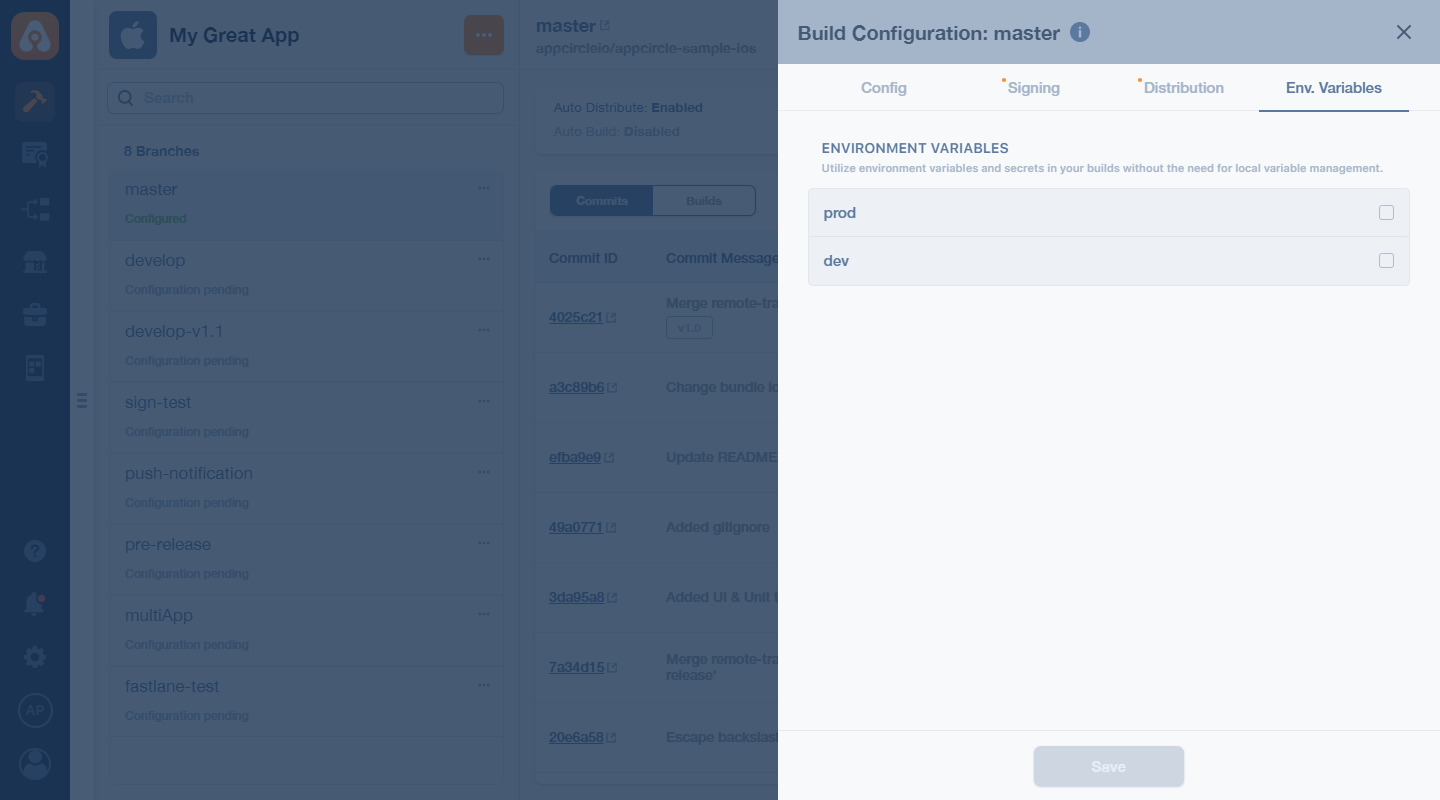 My Great App
...
Search
8 Branches
master
Configured
develop
Configuration pending
develop-v1.1
Configuration pending
sign-test
Configuration pending
push-notification
Configuration pending
pre-release
Configuration pending
multiApp
Configuration pending
fastlane-test
Configuration pending
AP
master
appcircleio/appcircle-sample-ios
Auto Distribute: Enabled
Auto Build: Disabled
Commits Builds
Commit ID Commit Message
4025c21 Merge remote-tra
v1.0
a3c89b6 Change bundle
efba9e9 Update README
49a0771 Added gitignore
3da95a8 Added UI & Unit
7a34d15 Merge remote-tra
release'
20e6a58 Escape backslas
Build Configuration: master
Config Signing Distribution Env. Variables
ENVIRONMENT VARIABLES
Utilize environment variables and secrets in your builds without the need for local variable management.
prod
dev
Save